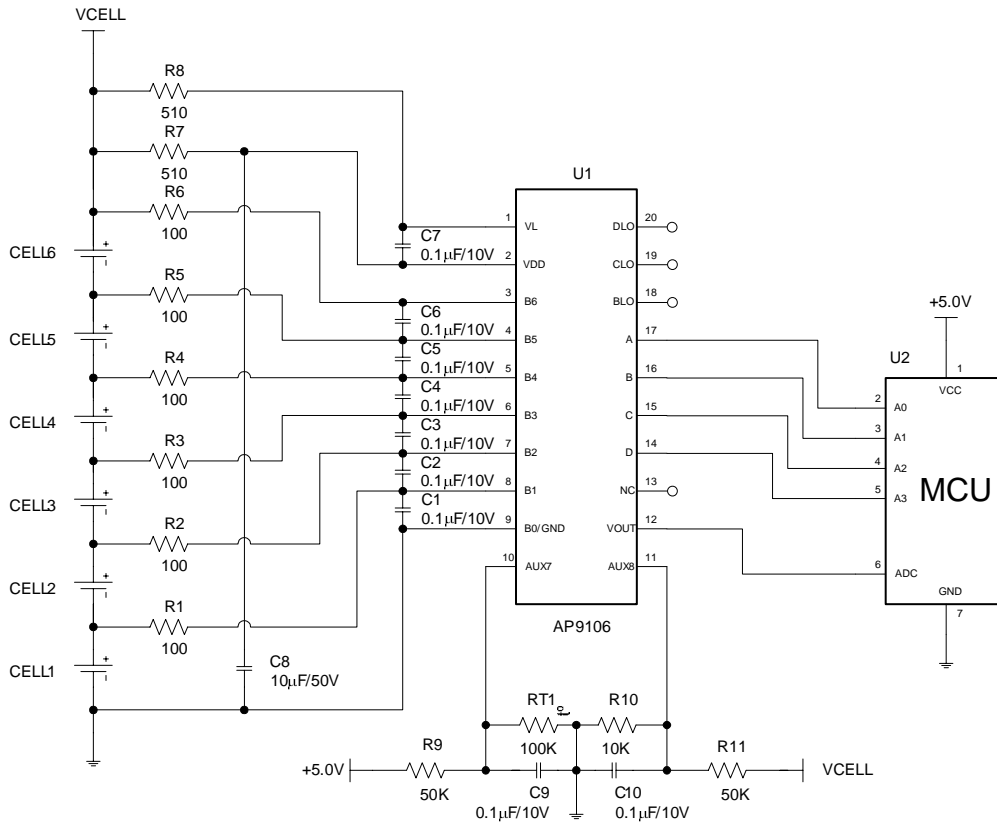 VCELL
R8
510
R7
510
R6
100
CELL6
R5
100
CELL5
R4
100
CELL4
R3
100
CELL3
R2
100
CELL2
R1
100
CELL1
C8
10µF/50V
C7
0.1µF/10V
C6
0.1µF/10V
C5
0.1µF/10V
C4
0.1µF/10V
C3
0.1µF/10V
C2
0.1µF/10V
C1
0.1µF/10V
U1
1 VL DLO 20
2 VDD CLO 19
3 B6 BLO 18
4 B5 A 17
5 B4 B 16
6 B3 C 15
7 B2 D 14
8 B1 NC 13
9 B0/GND VOUT 12
10 AUX7 AUX8 11
AP9106
+5.0V
U2
1
VCC
2 A0
3 A1
4 A2
5 A3
MCU
6 ADC
GND
7
RT1
to
100K
R10
10K
R9
50K
+5.0V
C9
0.1µF/10V
C10
0.1µF/10V
R11
50K
VCELL